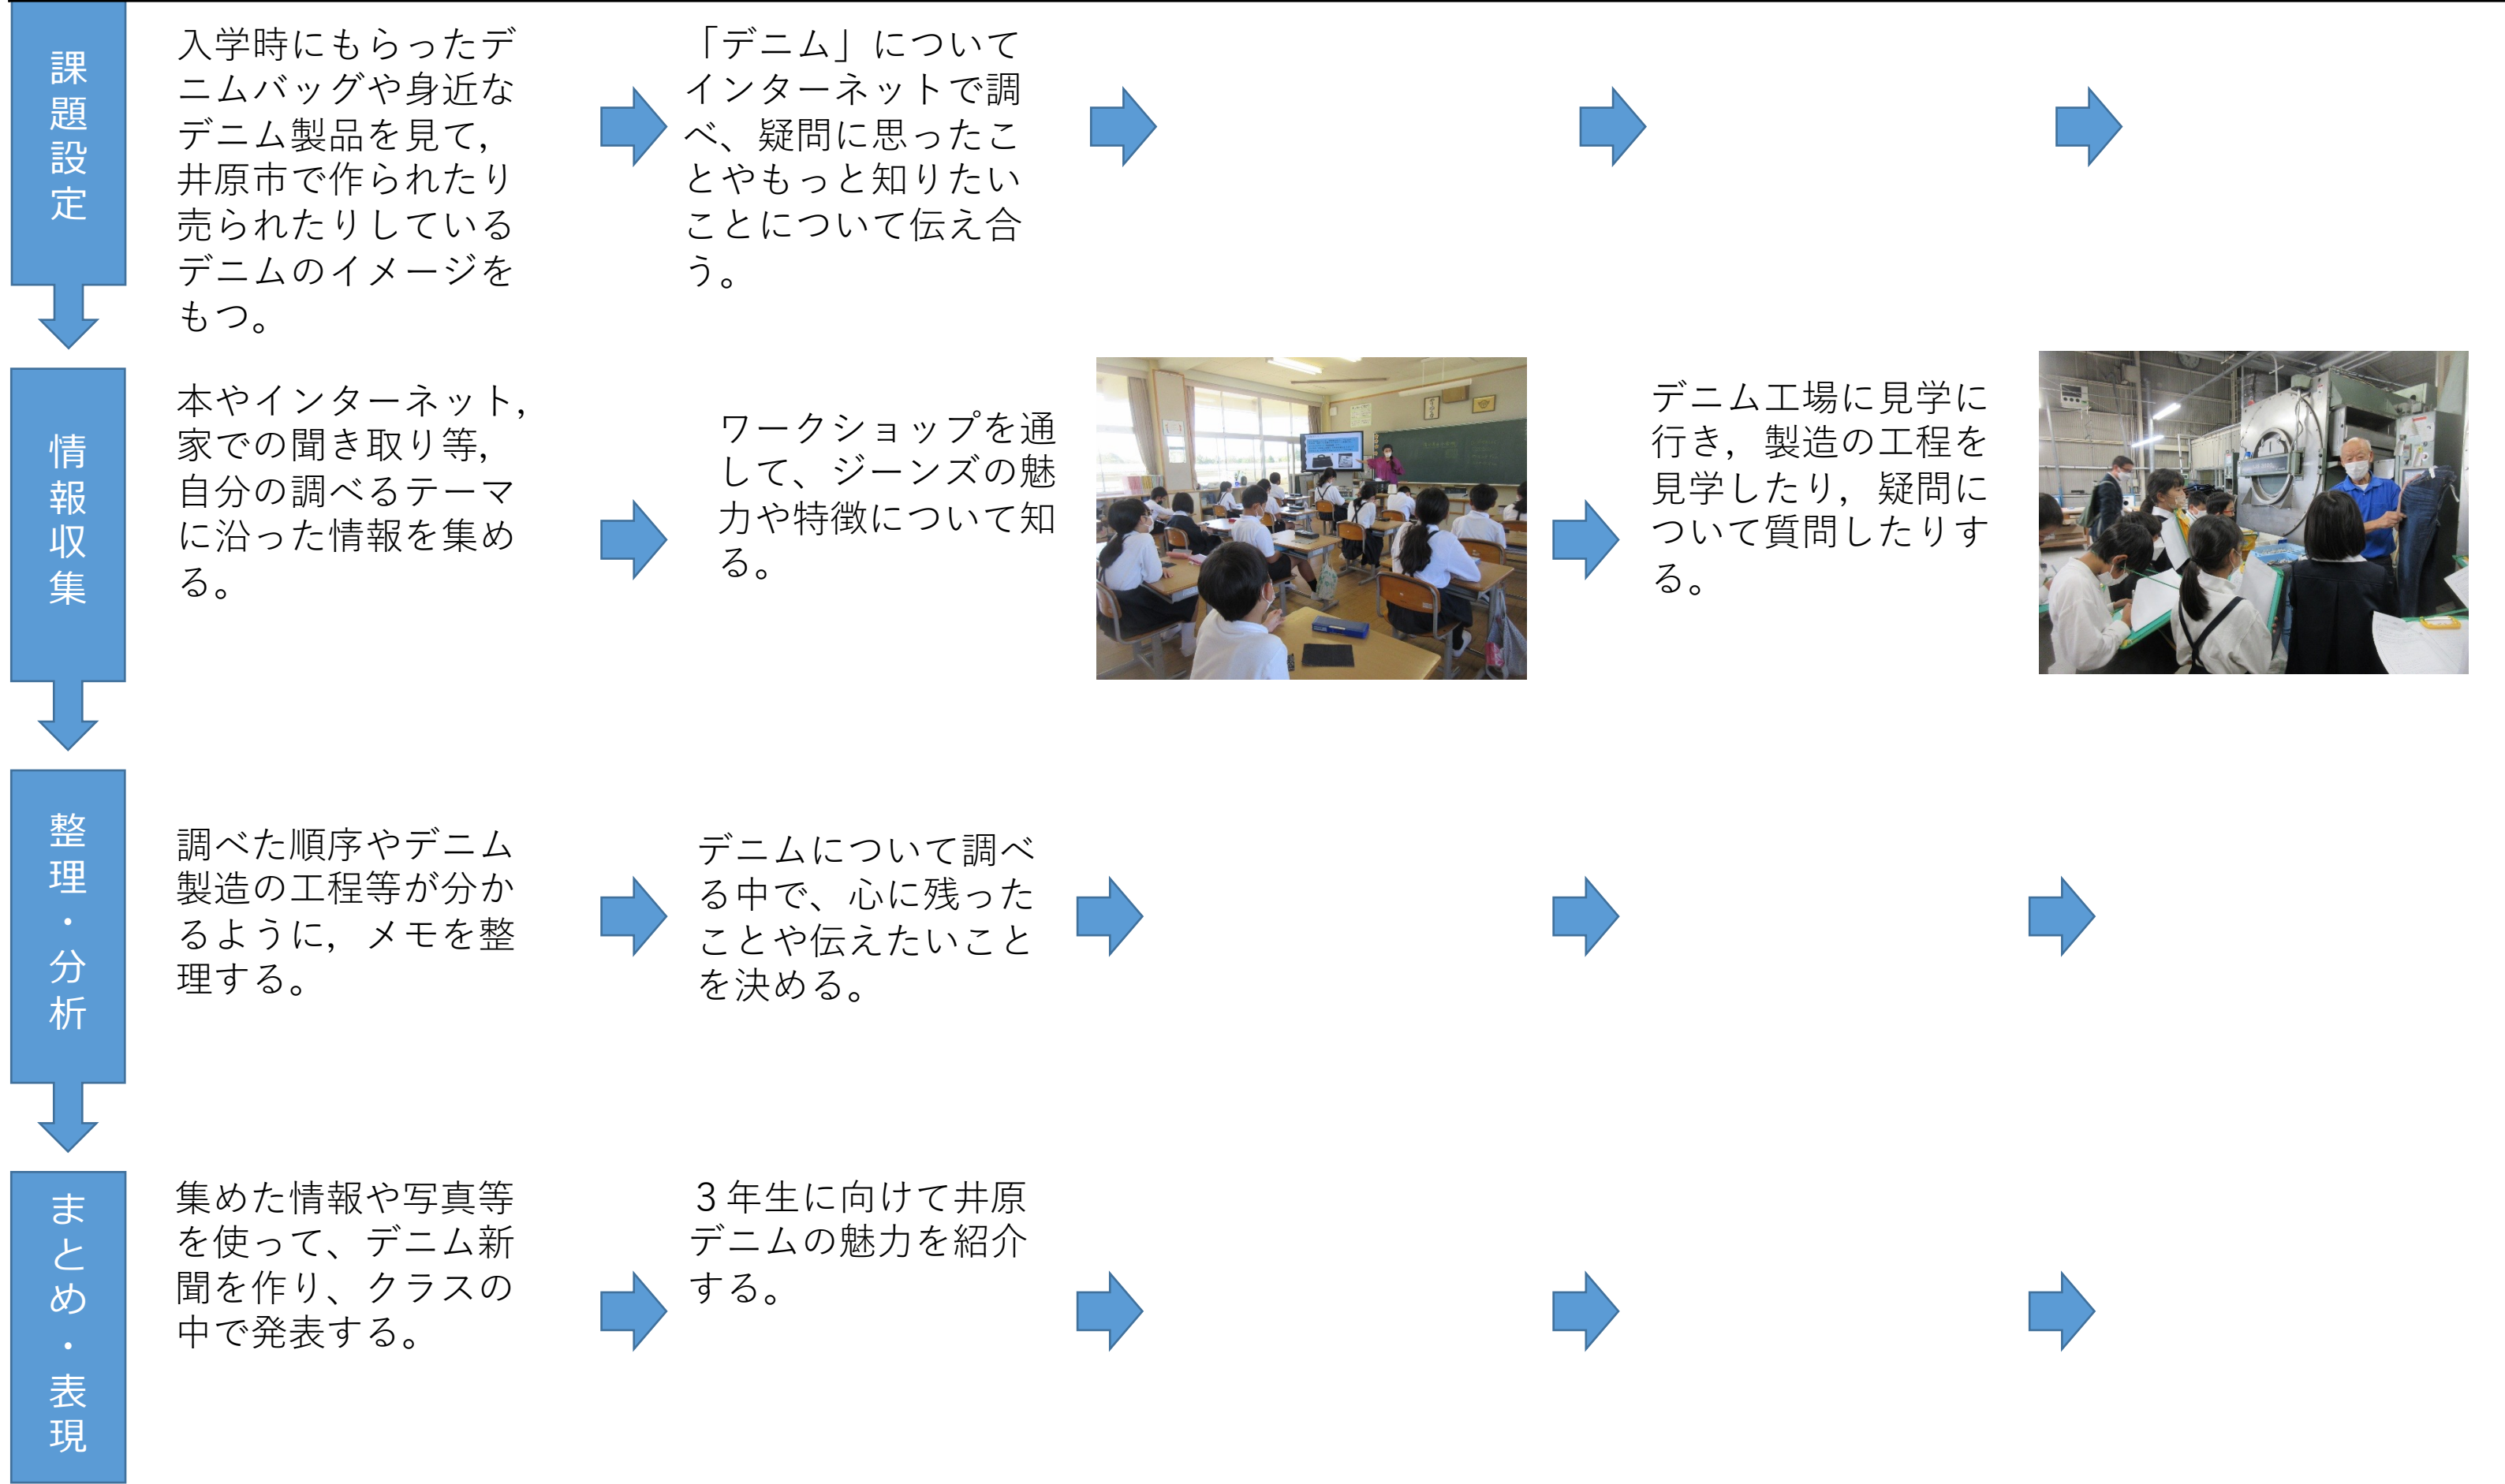 課題設定
入学時にもらったデ
ニムバッグや身近な
デニム製品を見て，
井原市で作られたり
売られたりしている
デニムのイメージを
もつ。
「デニム」について
インターネットで調
べ、疑問に思ったこ
とやもっと知りたい
ことについて伝え合
う。
情報収集
本やインターネット，
家での聞き取り等，
自分の調べるテーマ
に沿った情報を集め
る。
ワークショップを通
して、ジーンズの魅
力や特徴について知
る。
デニム工場に見学に
行き，製造の工程を
見学したり，疑問に
ついて質問したりす
る。
整理・分析
調べた順序やデニム
製造の工程等が分か
るように，メモを整
理する。
デニムについて調べ
る中で、心に残った
ことや伝えたいこと
を決める。
まとめ・表現
集めた情報や写真等
を使って、デニム新
聞を作り、クラスの
中で発表する。
３年生に向けて井原
デニムの魅力を紹介
する。